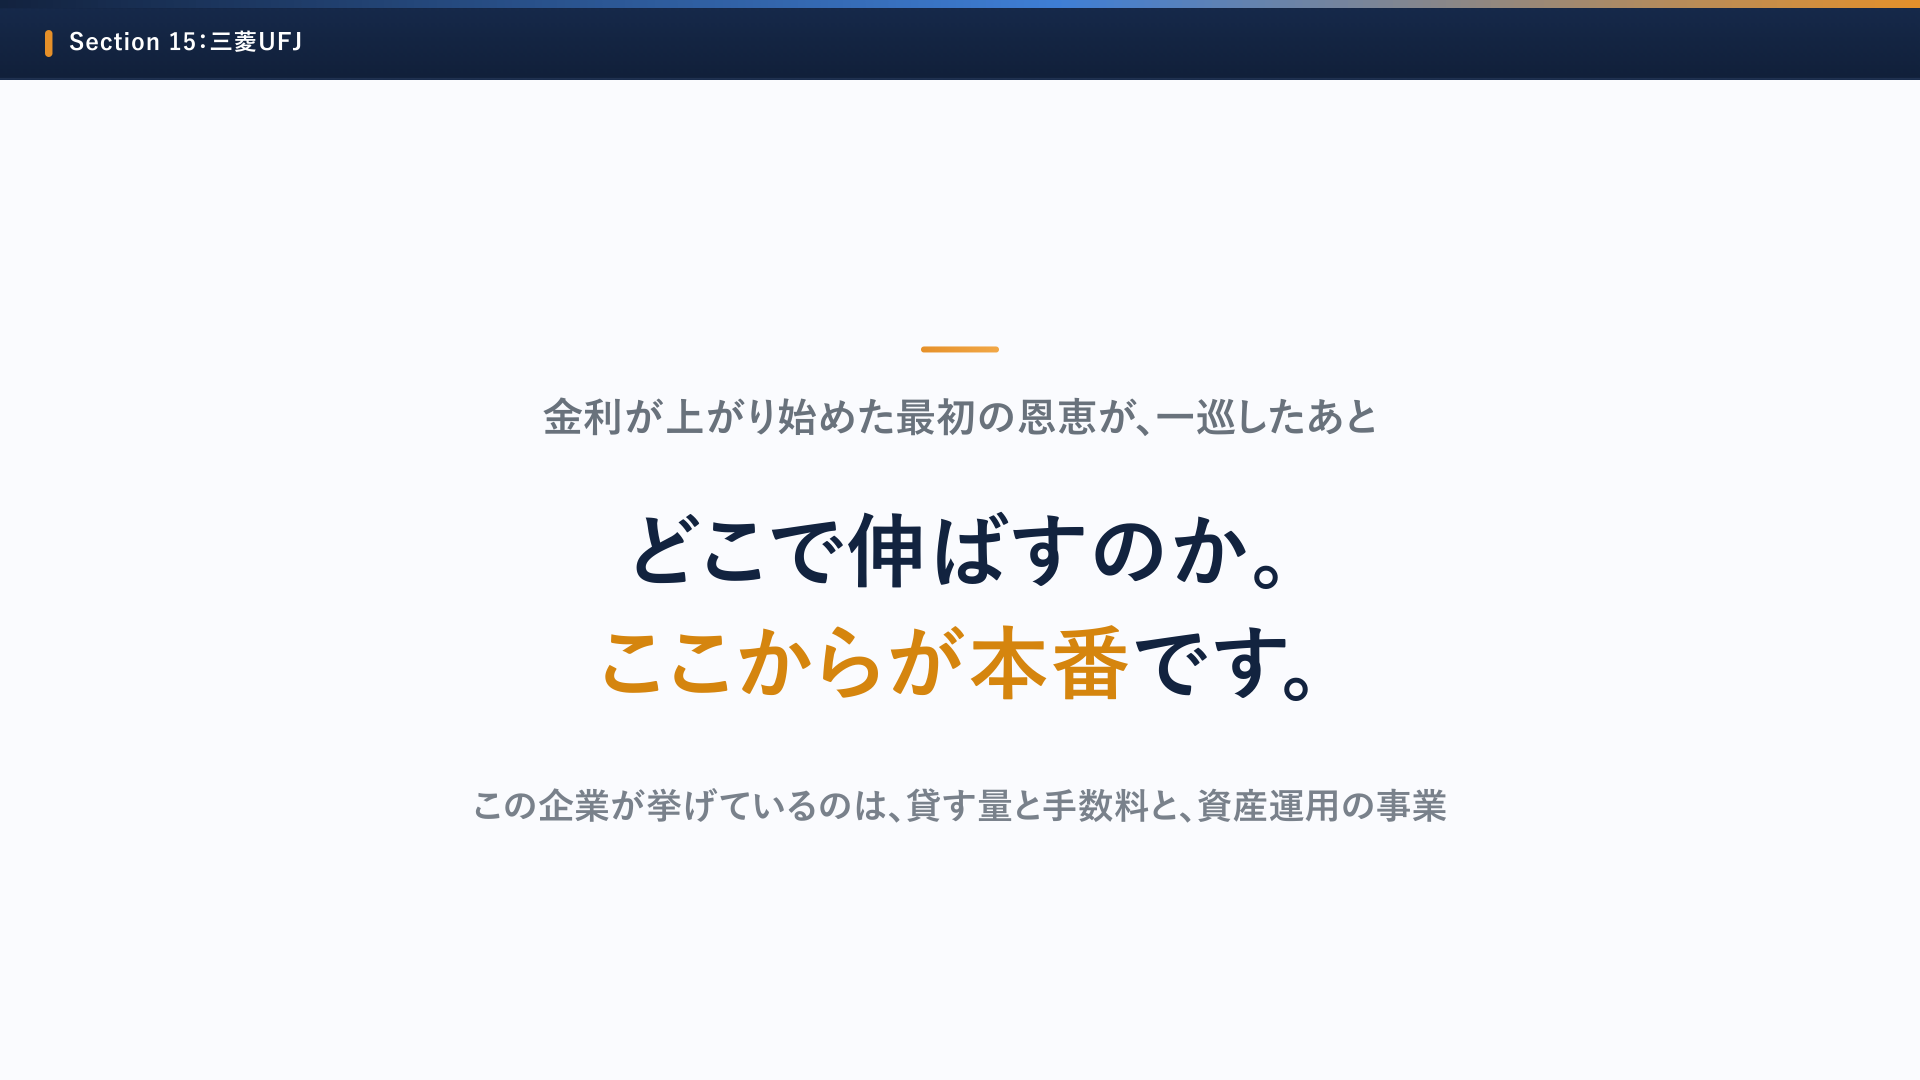 Section 15：三菱UFJ
金利が上がり始めた最初の恩恵が、一巡したあと
どこで伸ばすのか。
ここからが本番です。
この企業が挙げているのは、貸す量と手数料と、資産運用の事業